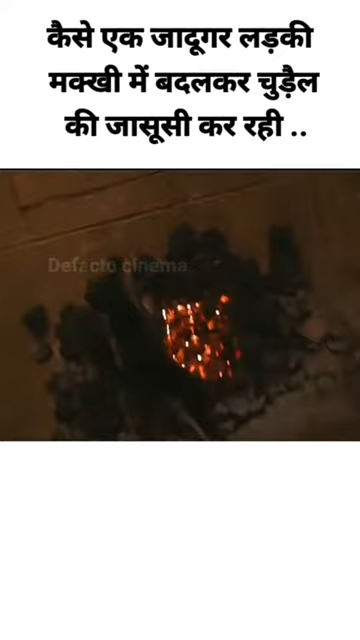 कैसे एक जादूगर लड़की
मक्खी में बदलकर चुड़ैल
की जासूसी कर रही ..
Defacto cinema